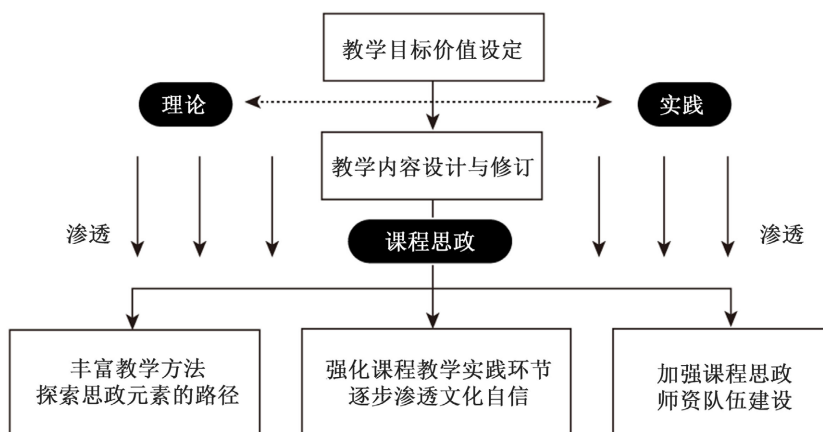 教学目标价值设定
理论
实践
教学内容设计与修订
渗透
课程思政
渗透
丰富教学方法
探索思政元素的路径
强化课程教学实践环节
逐步渗透文化自信
加强课程思政
师资队伍建设